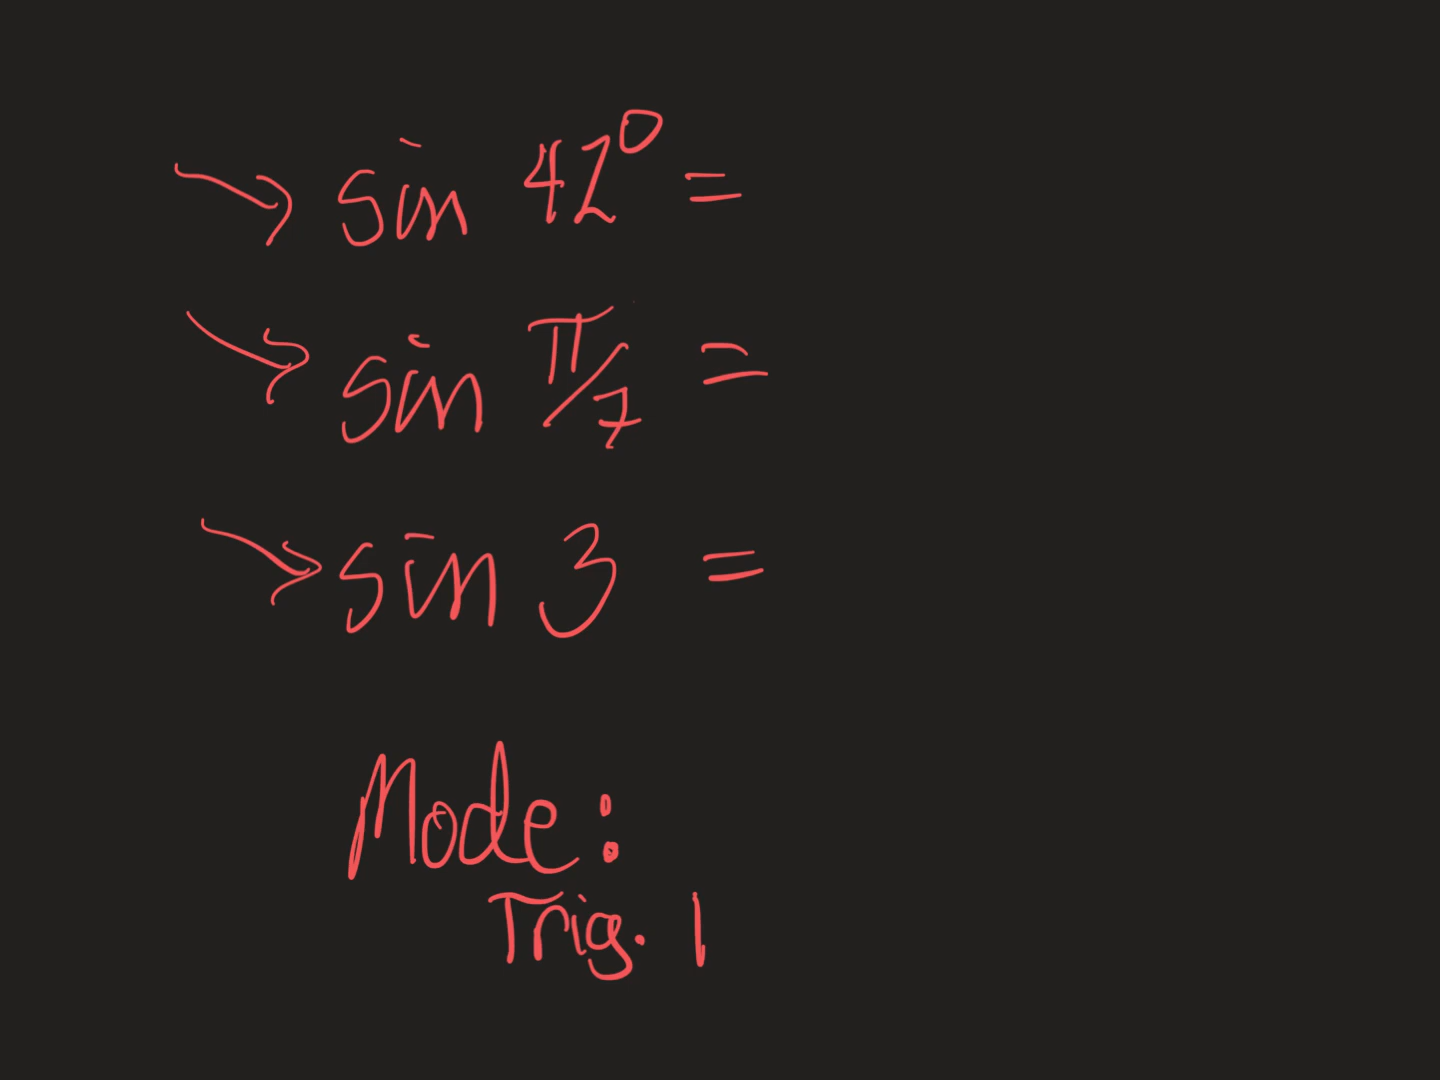 → sin 42° =
→ sin π/7 =
→ sin 3 =
Mode:
Trig. 1